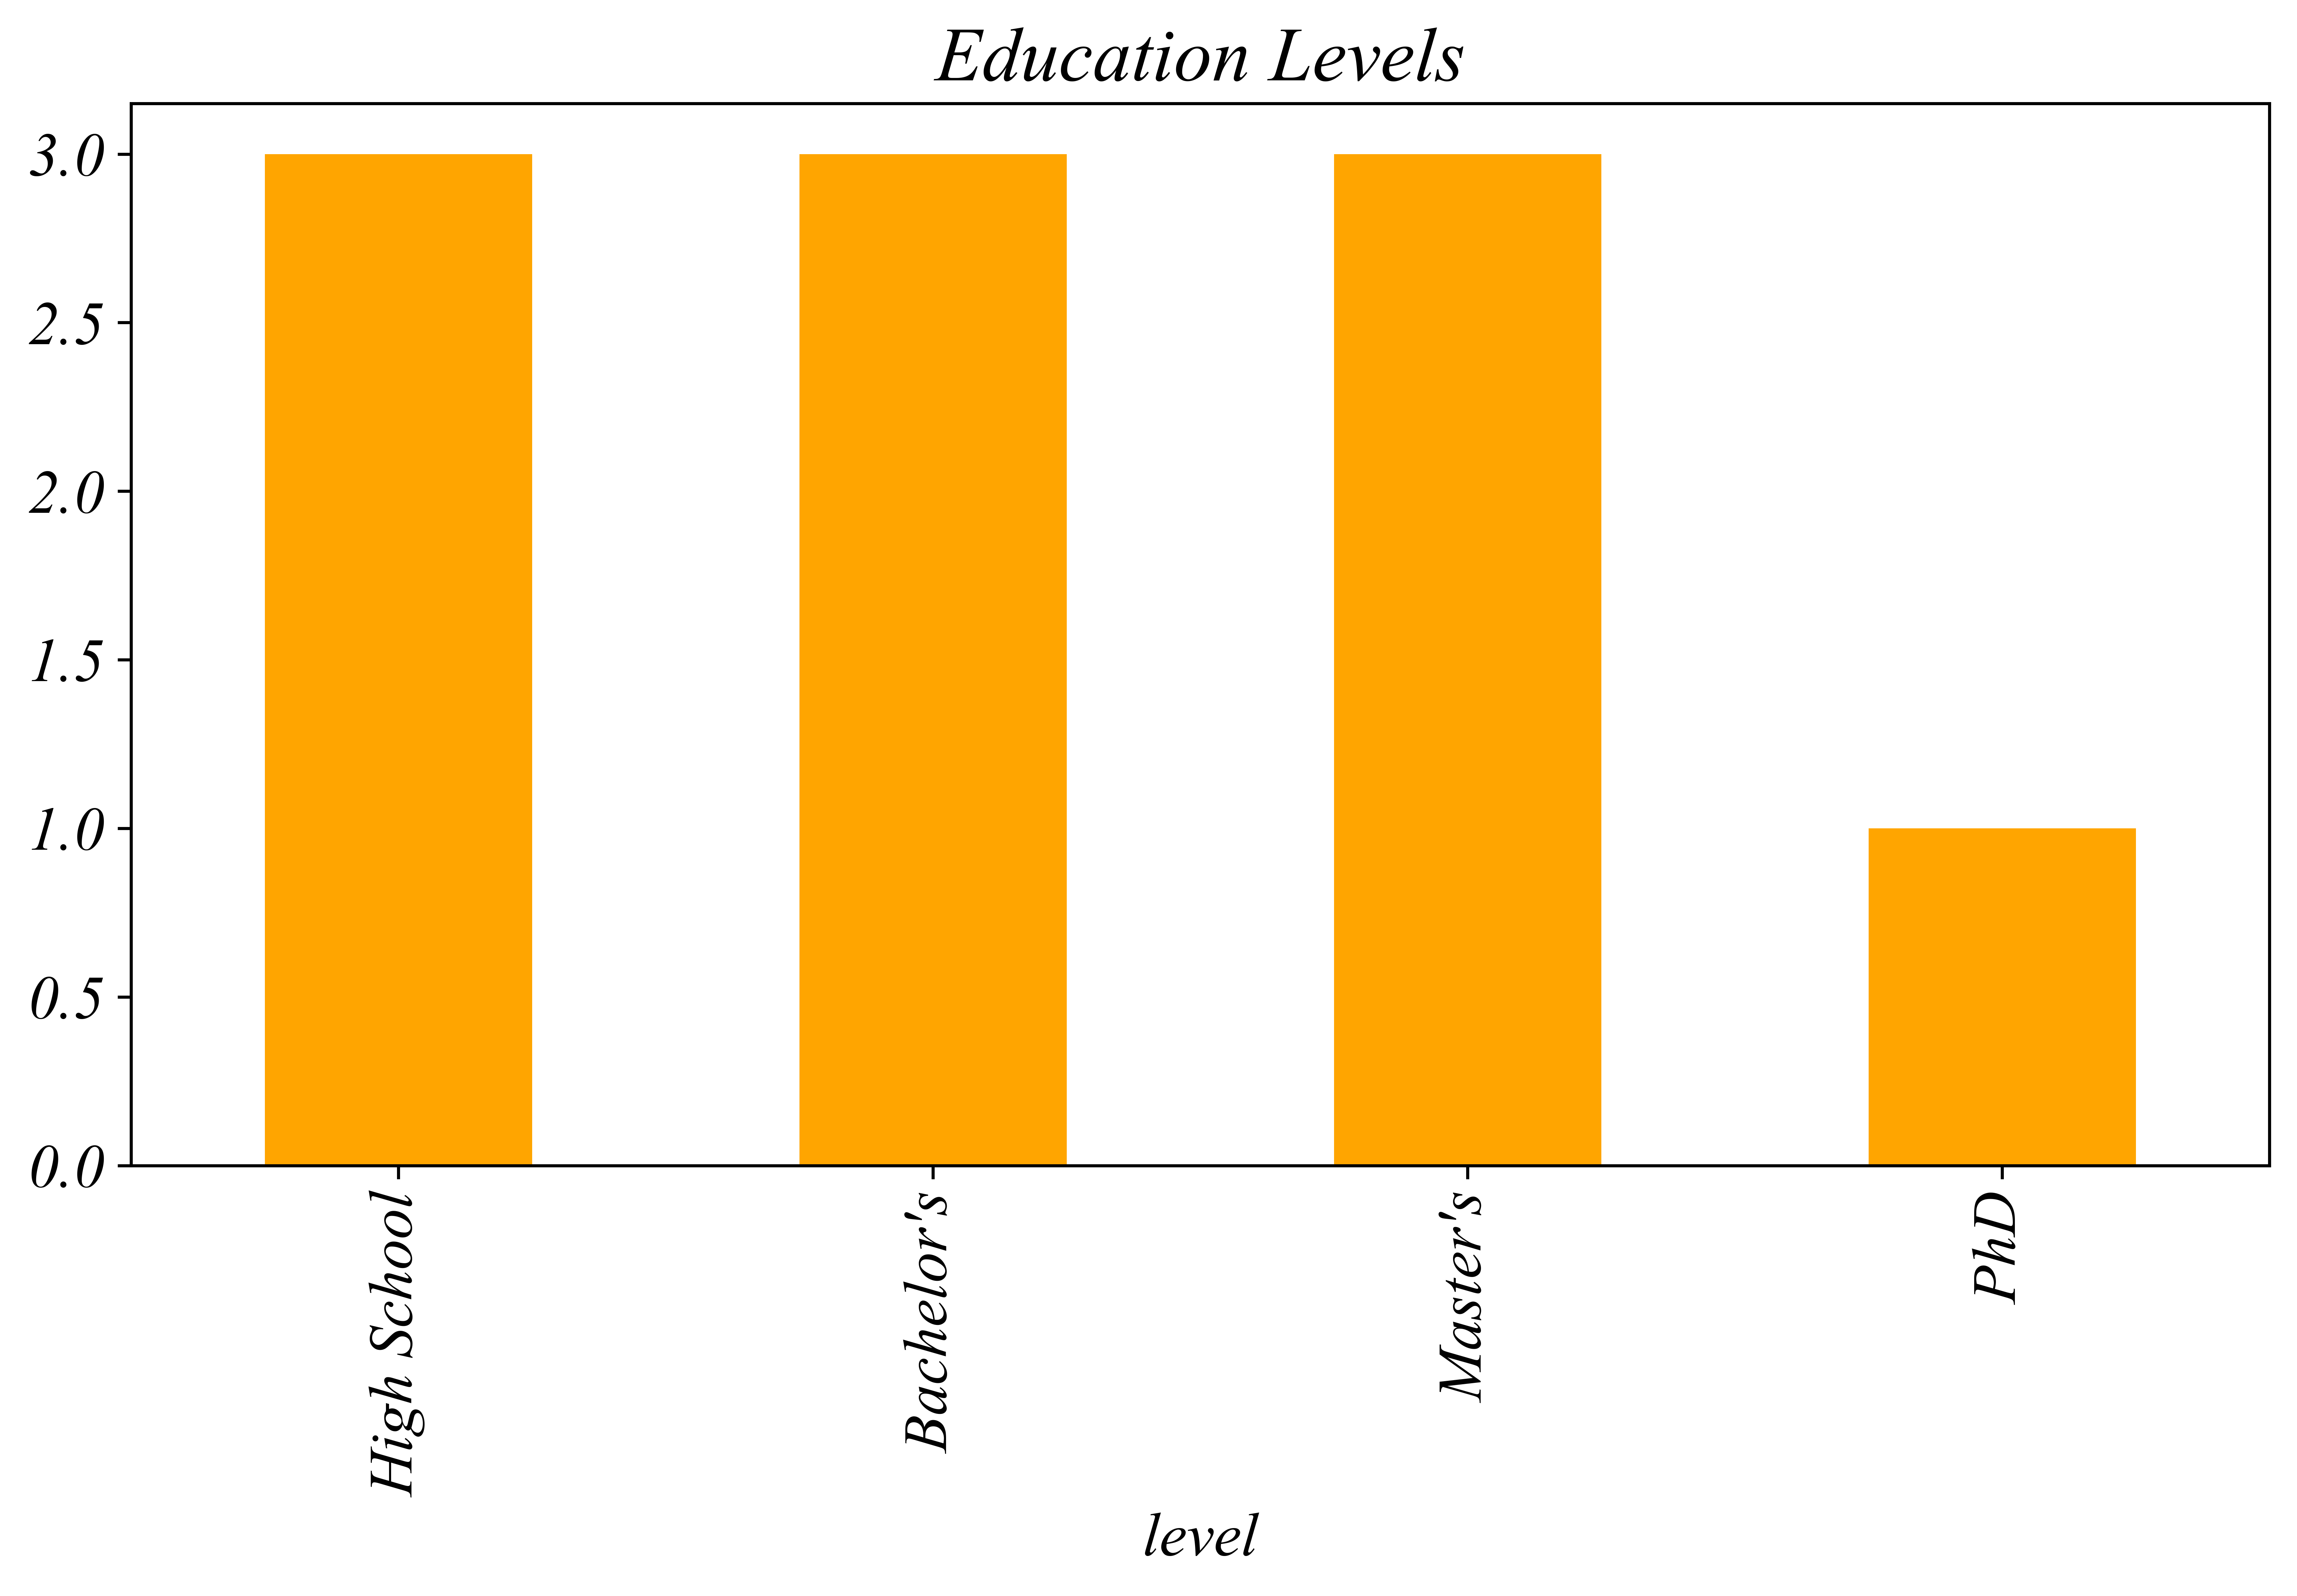 Education Levels
3.0
2.5
2.0
1.5
1.0
0.5
0.0
High School
Bachelor's
Master's
PhD
level